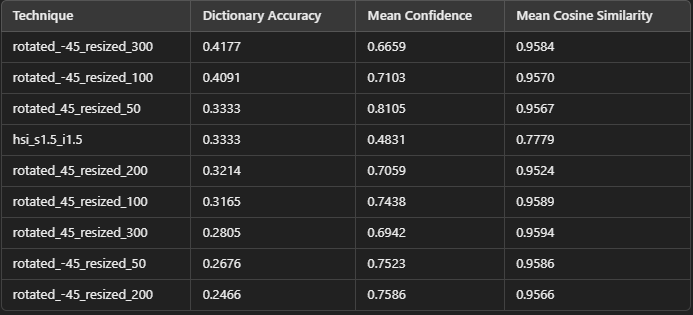 Technique Dictionary Accuracy Mean Confidence Mean Cosine Similarity
rotated_-45_resized_300 0.4177 0.6659 0.9584
rotated_-45_resized_100 0.4091 0.7103 0.9570
rotated_45_resized_50 0.3333 0.8105 0.9567
hsi_s1.5_i1.5 0.3333 0.4831 0.7779
rotated_45_resized_200 0.3214 0.7059 0.9524
rotated_45_resized_100 0.3165 0.7438 0.9589
rotated_45_resized_300 0.2805 0.6942 0.9594
rotated_-45_resized_50 0.2676 0.7523 0.9586
rotated_-45_resized_200 0.2466 0.7586 0.9566